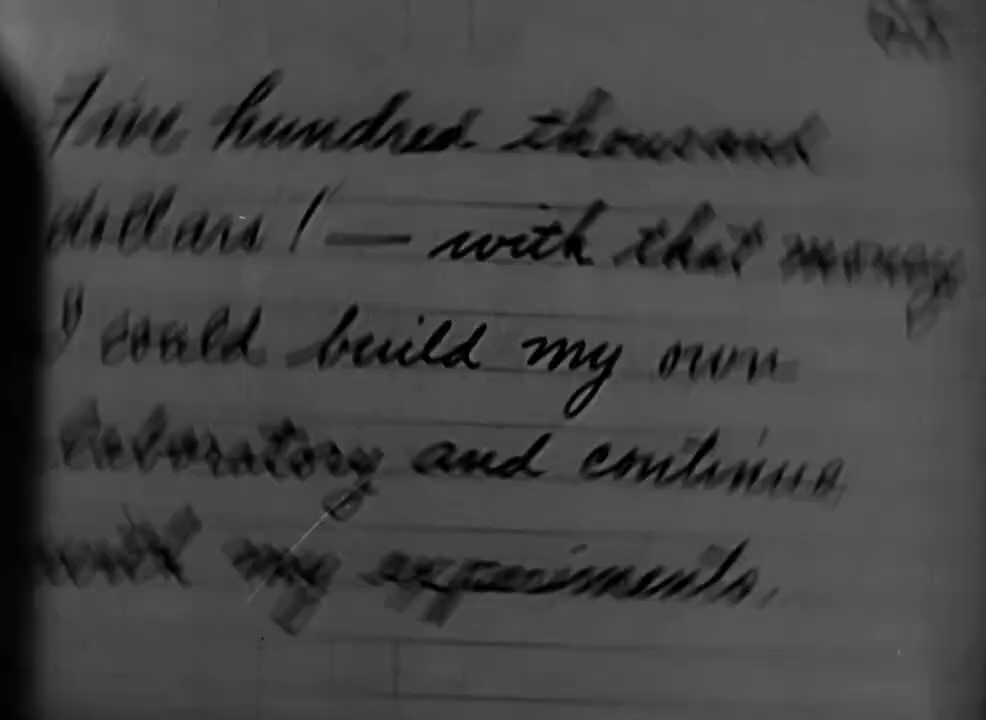 Five hundred thousand
dollars! — with that money
I could build my own
laboratory and continue
with my experiments.